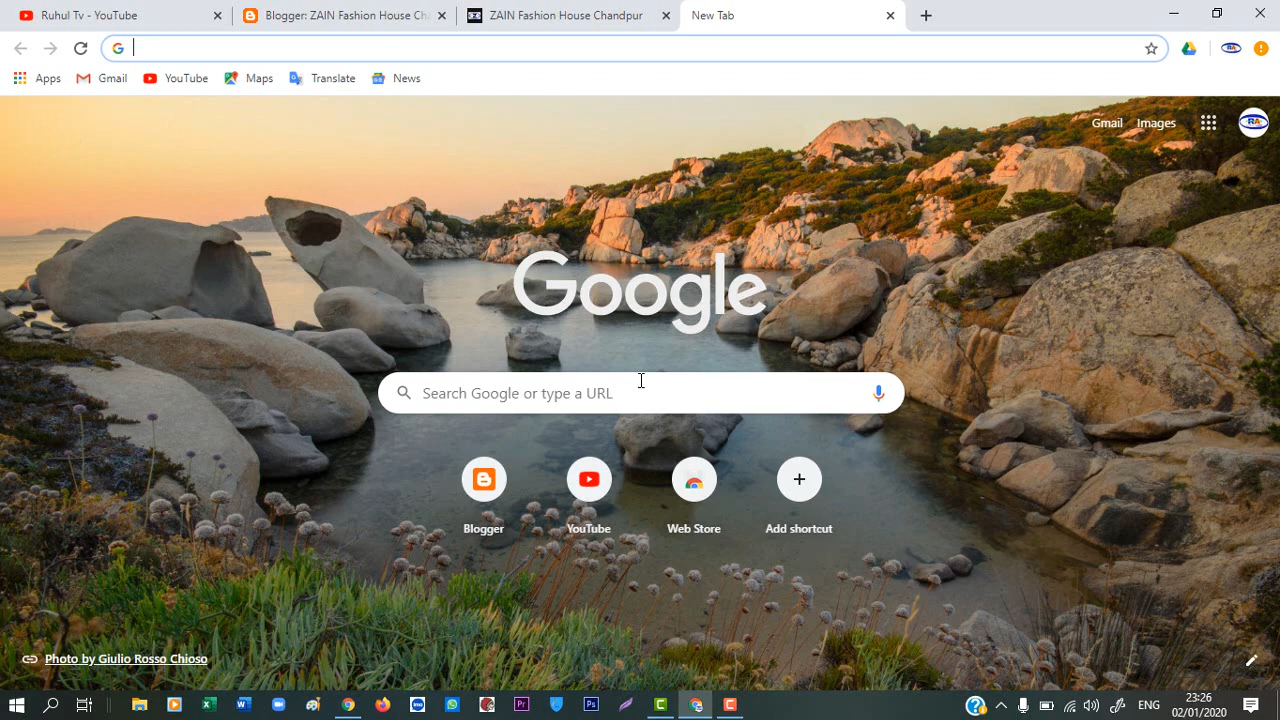 Ruhul Tv - YouTube
Blogger: ZAIN Fashion House Cha
ZAIN Fashion House Chandpur
New Tab
Apps
Gmail
YouTube
Maps
Translate
News
Gmail
Images
Google
Search Google or type a URL
Blogger
YouTube
Web Store
Add shortcut
Photo by Giulio Rosso Chioso
ENG
23:26
02/01/2020